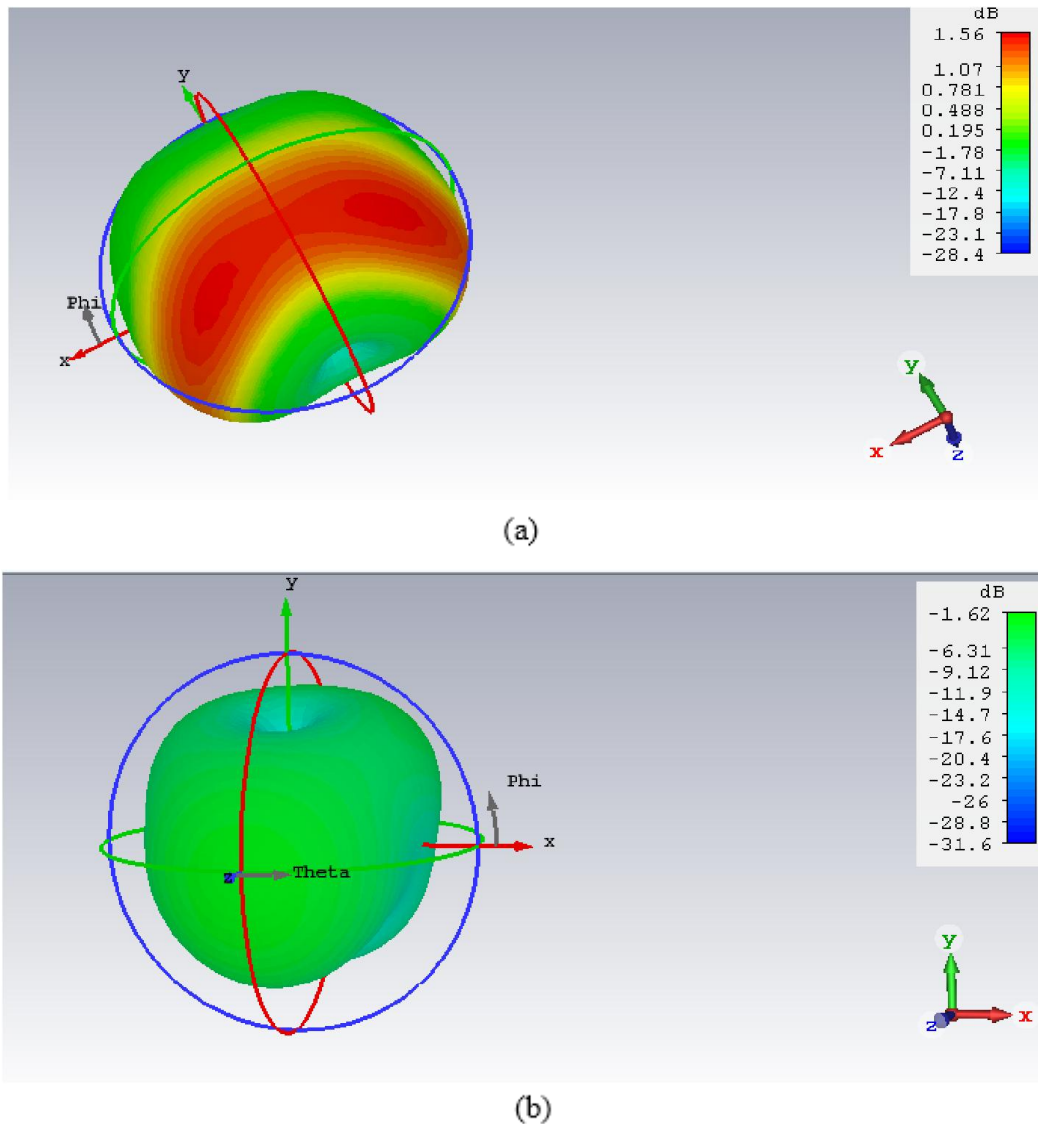 dB
1.56
1.07
0.781
0.488
0.195
-1.78
-7.11
-12.4
-17.8
-23.1
-28.4
y
Phi
x
y
x
z
(a)
dB
-1.62
-6.31
-9.12
-11.9
-14.7
-17.6
-20.4
-23.2
-26
-28.8
-31.6
y
Phi
x
z Theta
y
z x
(b)